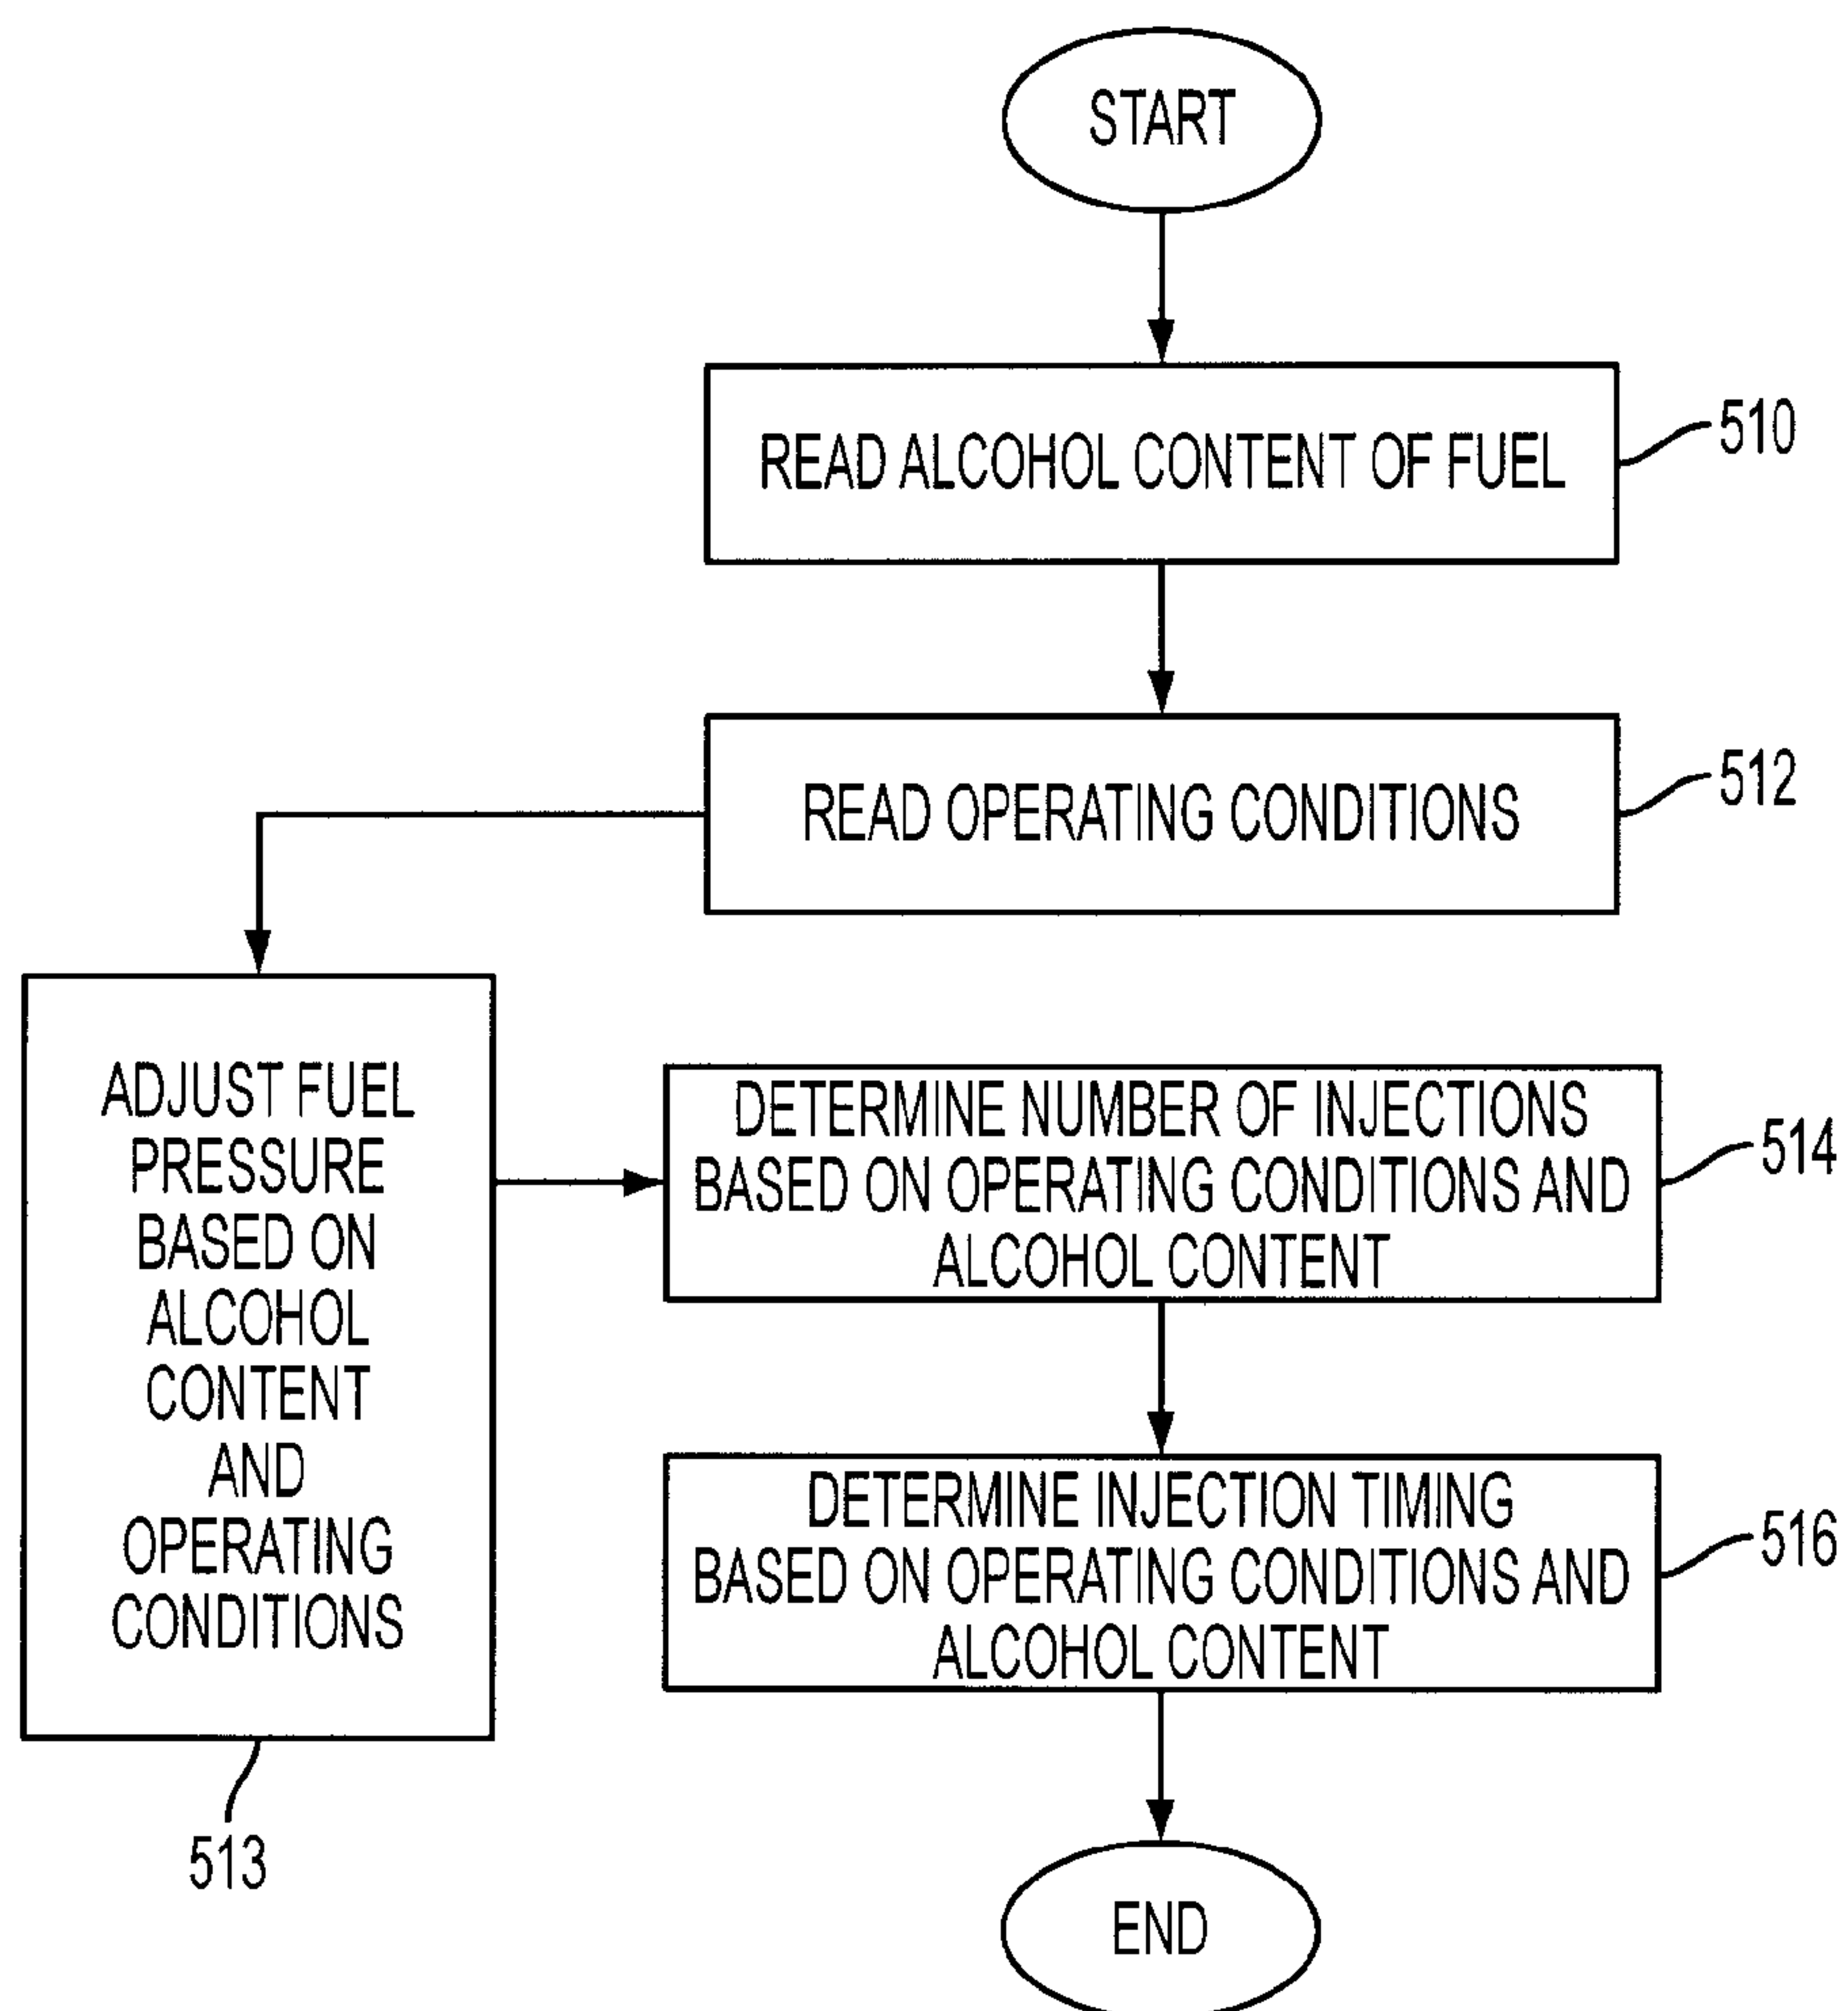 START
READ ALCOHOL CONTENT OF FUEL
510
READ OPERATING CONDITIONS
512
ADJUST FUEL
PRESSURE
BASED ON
ALCOHOL
CONTENT
AND
OPERATING
CONDITIONS
513
DETERMINE NUMBER OF INJECTIONS
BASED ON OPERATING CONDITIONS AND
ALCOHOL CONTENT
514
DETERMINE INJECTION TIMING
BASED ON OPERATING CONDITIONS AND
ALCOHOL CONTENT
516
END